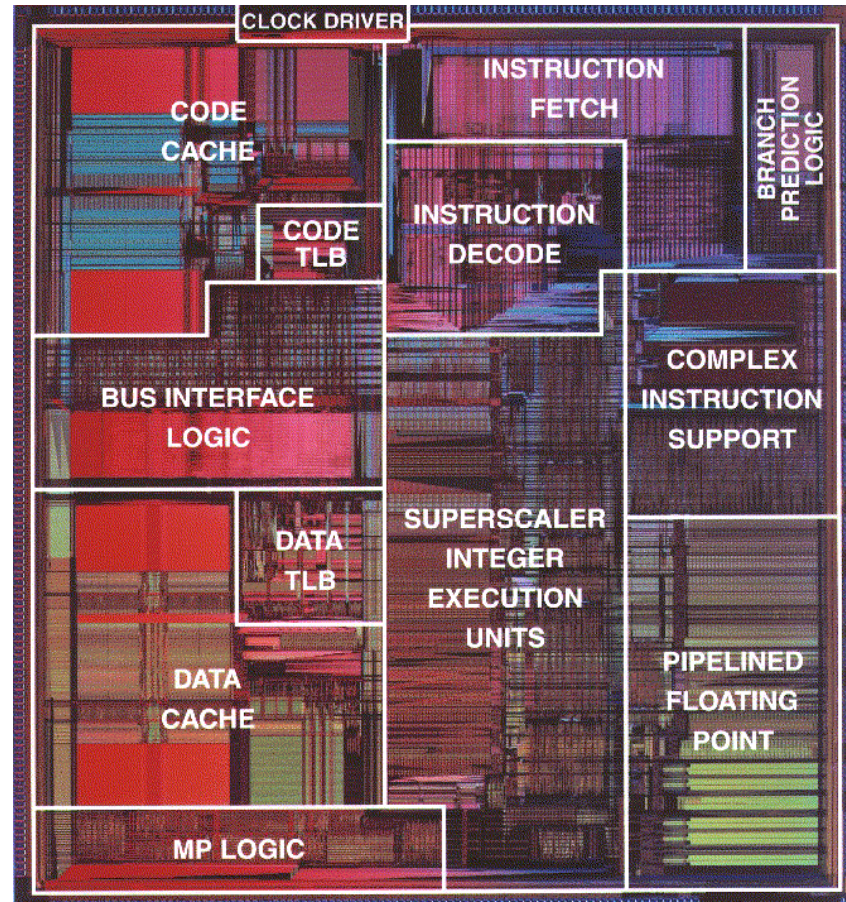 CLOCK DRIVER
CODE
CACHE
INSTRUCTION
FETCH
BRANCH
PREDICTION
LOGIC
CODE
TLB
INSTRUCTION
DECODE
BUS INTERFACE
LOGIC
COMPLEX
INSTRUCTION
SUPPORT
DATA
TLB
SUPERSCALER
INTEGER
EXECUTION
UNITS
DATA
CACHE
PIPELINED
FLOATING
POINT
MP LOGIC